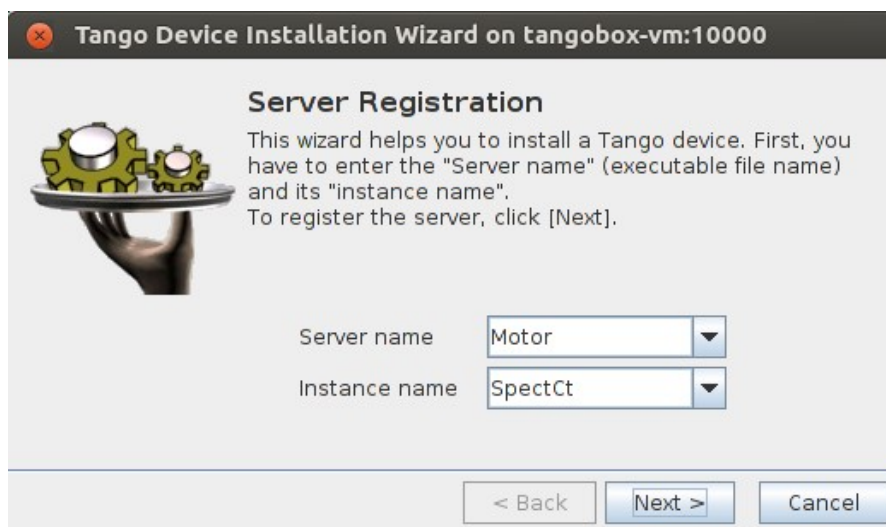 Tango Device Installation Wizard on tangobox-vm:10000
Server Registration
This wizard helps you to install a Tango device. First, you
have to enter the "Server name" (executable file name)
and its "instance name".
To register the server, click [Next].
Server name Motor
Instance name SpectCt
< Back Next > Cancel